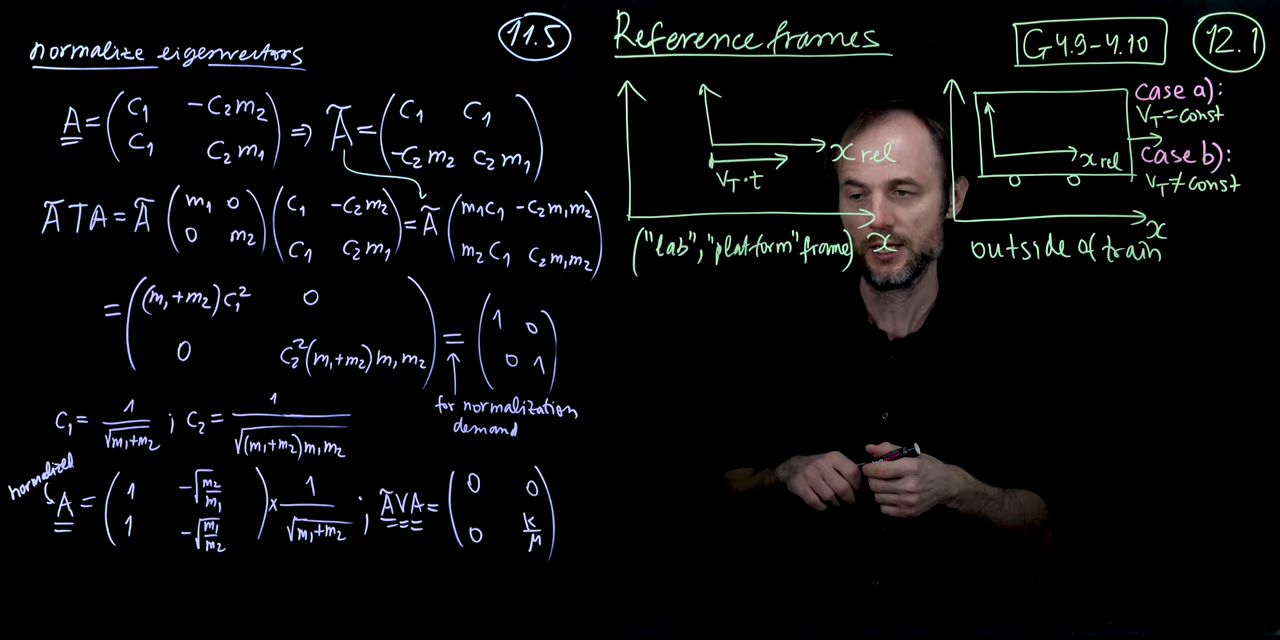 normalize eigenvectors
11.5
A = (C₁ -C₂m₂ / C₁ C₂m₁) ⇒ Ã = (C₁ C₁ / -C₂m₂ C₂m₁)
ÃTA = Ã (m₁ 0 / 0 m₂) (C₁ -C₂m₂ / C₁ C₂m₁) = Ã (m₁C₁ -C₂m₁m₂ / m₂C₁ C₂m₁m₂)
= ((m₁+m₂)C₁² 0 / 0 C₂²(m₁+m₂)m₁m₂) = (1 0 / 0 1)
for normalization
demand
C₁ = 1/√(m₁+m₂) ; C₂ = 1/√((m₁+m₂)m₁m₂)
normalized
A = (1 -√(m₂/m₁) / 1 -√(m₁/m₂)) × 1/√(m₁+m₂) ; ÃVA = (0 0 / 0 k/μ)
Reference frames
G 4.9-4.10
12.1
x rel
V_T·t
x
("lab", "platform" frame)
case a):
V_T = const
case b):
V_T ≠ const
x rel
x
outside of train